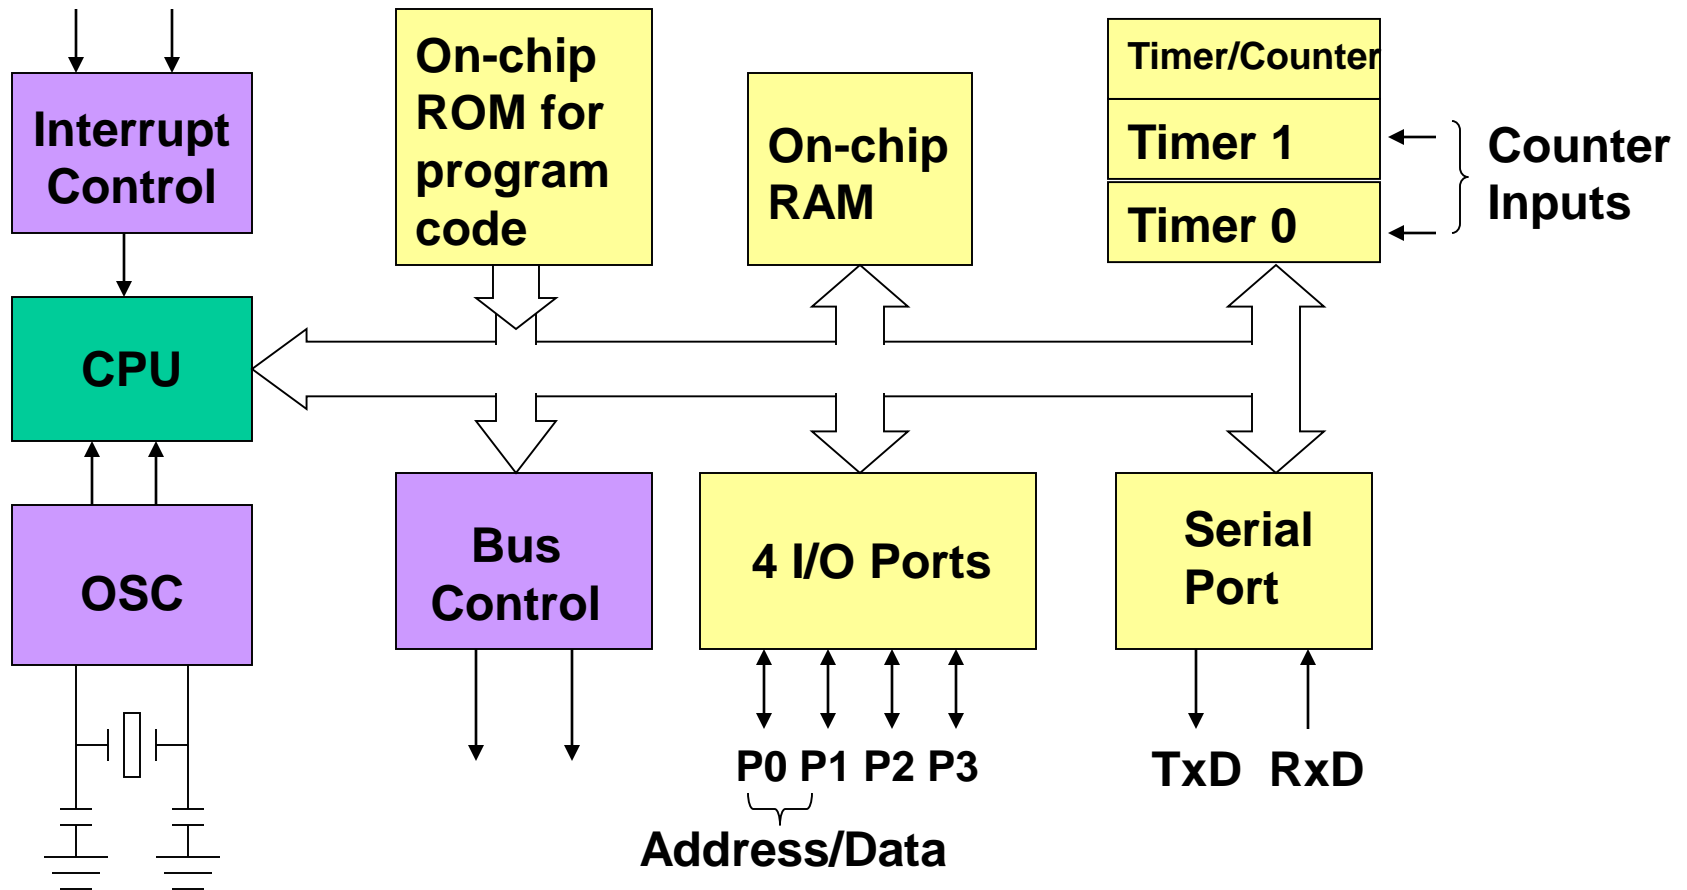 Interrupt
Control
On-chip
ROM for
program
code
On-chip
RAM
Timer/Counter
Timer 1
Timer 0
Counter
Inputs
CPU
OSC
Bus
Control
4 I/O Ports
Serial
Port
P0 P1 P2 P3
Address/Data
TxD RxD